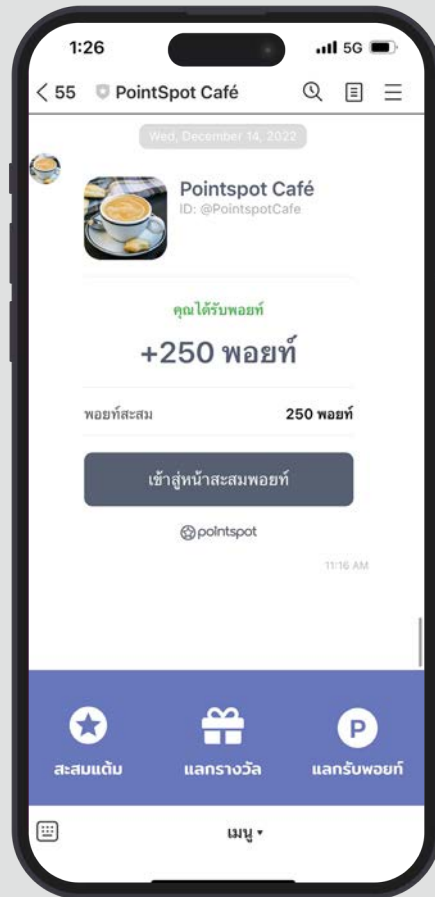 1:26
5G
55
PointSpot Café
Wed, December 14, 2022
Pointspot Café
ID: @PointspotCafe
คุณได้รับพอยท์
+250 พอยท์
พอยท์สะสม 250 พอยท์
เข้าสู่หน้าสะสมพอยท์
pointspot
11:16 AM
P
สะสมแต้ม แลกรางวัล แลกรับพอยท์
เมนู